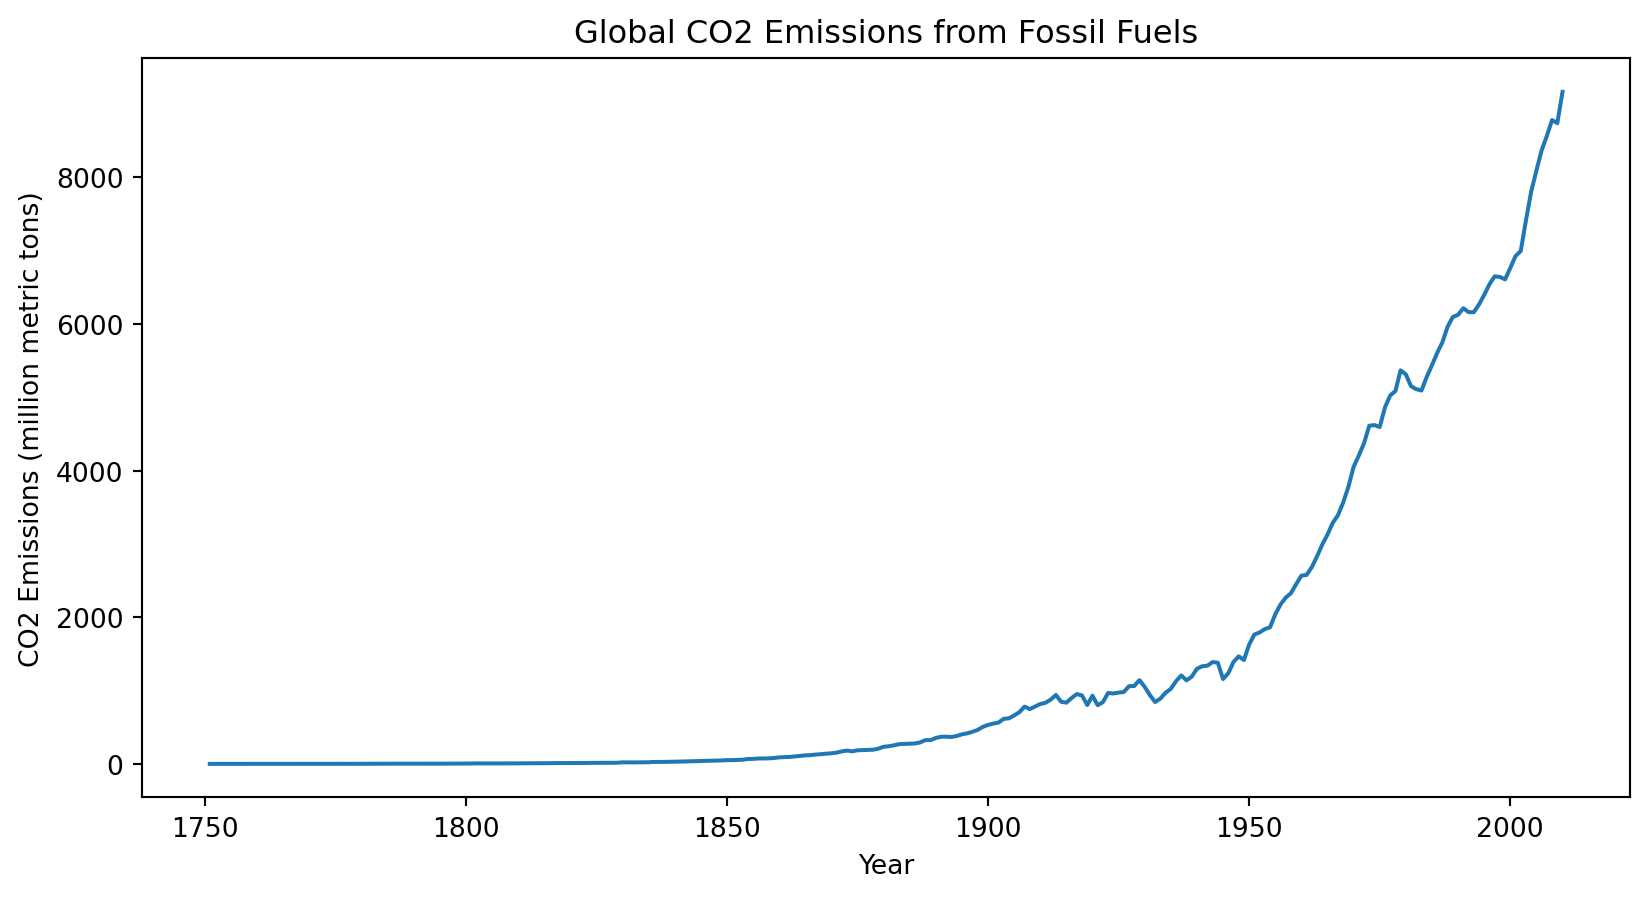 Global CO2 Emissions from Fossil Fuels
CO2 Emissions (million metric tons)
8000
6000
4000
2000
0
1750 1800 1850 1900 1950 2000
Year